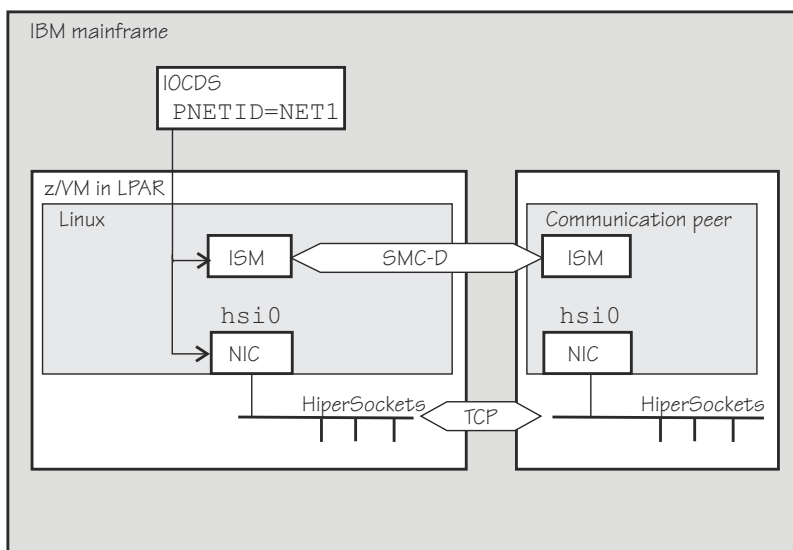 IBM mainframe
IOCDS
PNETID=NET1
z/VM in LPAR
Linux
Communication peer
ISM
SMC-D
ISM
hsi0
hsi0
NIC
NIC
HiperSockets
TCP
HiperSockets